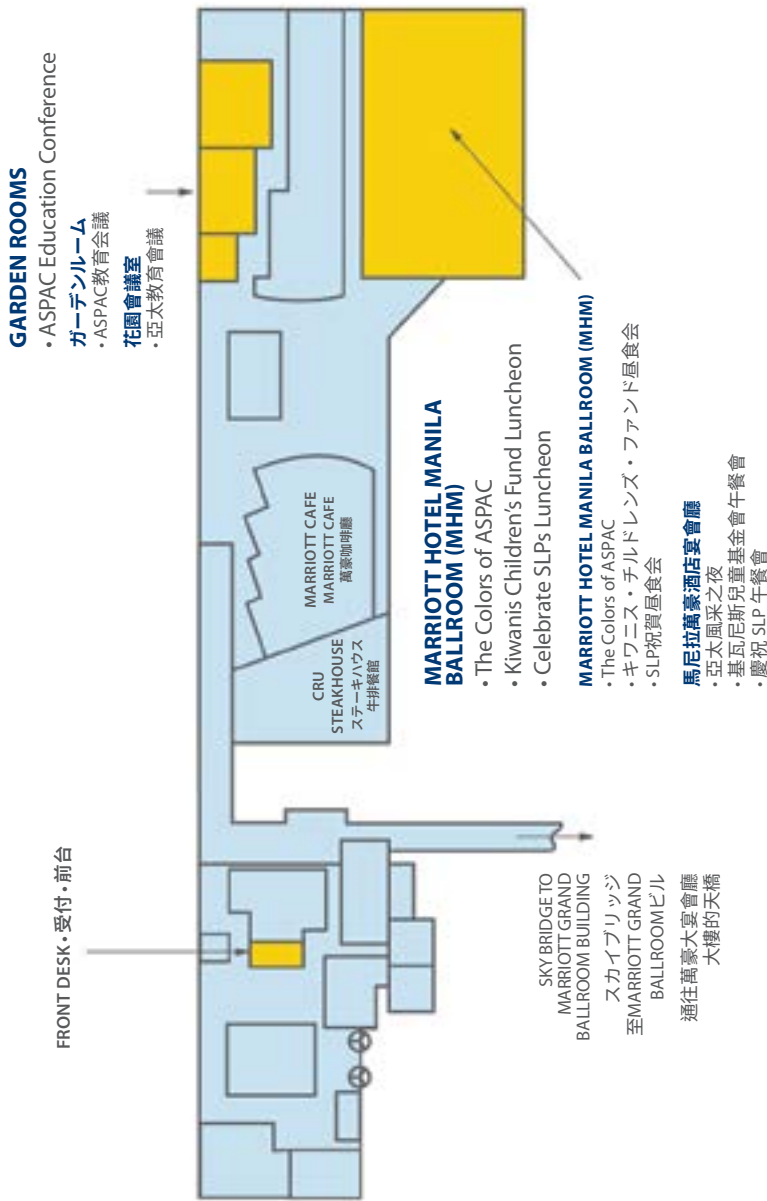 GARDEN ROOMS
・ASPAC Education Conference
ガーデンルーム
・ASPAC教育会議
花園會議室
・亞太教育會議
FRONT DESK・受付・前台
MARRIOTT CAFE
MARRIOTT CAFE
萬豪咖啡廳
CRU
STEAKHOUSE
ステーキハウス
牛排餐館
MARRIOTT HOTEL MANILA
BALLROOM (MHM)
・The Colors of ASPAC
・Kiwanis Children's Fund Luncheon
・Celebrate SLPs Luncheon
MARRIOTT HOTEL MANILA BALLROOM (MHM)
・The Colors of ASPAC
・キワニス・チルドレンズ・ファンド昼食会
・SLP祝賀昼食会
馬尼拉萬豪酒店宴會廳
・亞太風采之夜
・基瓦尼斯兒童基金會午餐會
・慶祝 SLP 午餐會
SKY BRIDGE TO
MARRIOTT GRAND
BALLROOM BUILDING
スカイブリッジ
至MARRIOTT GRAND
BALLROOMビル
通往萬豪大宴會廳
大樓的天橋